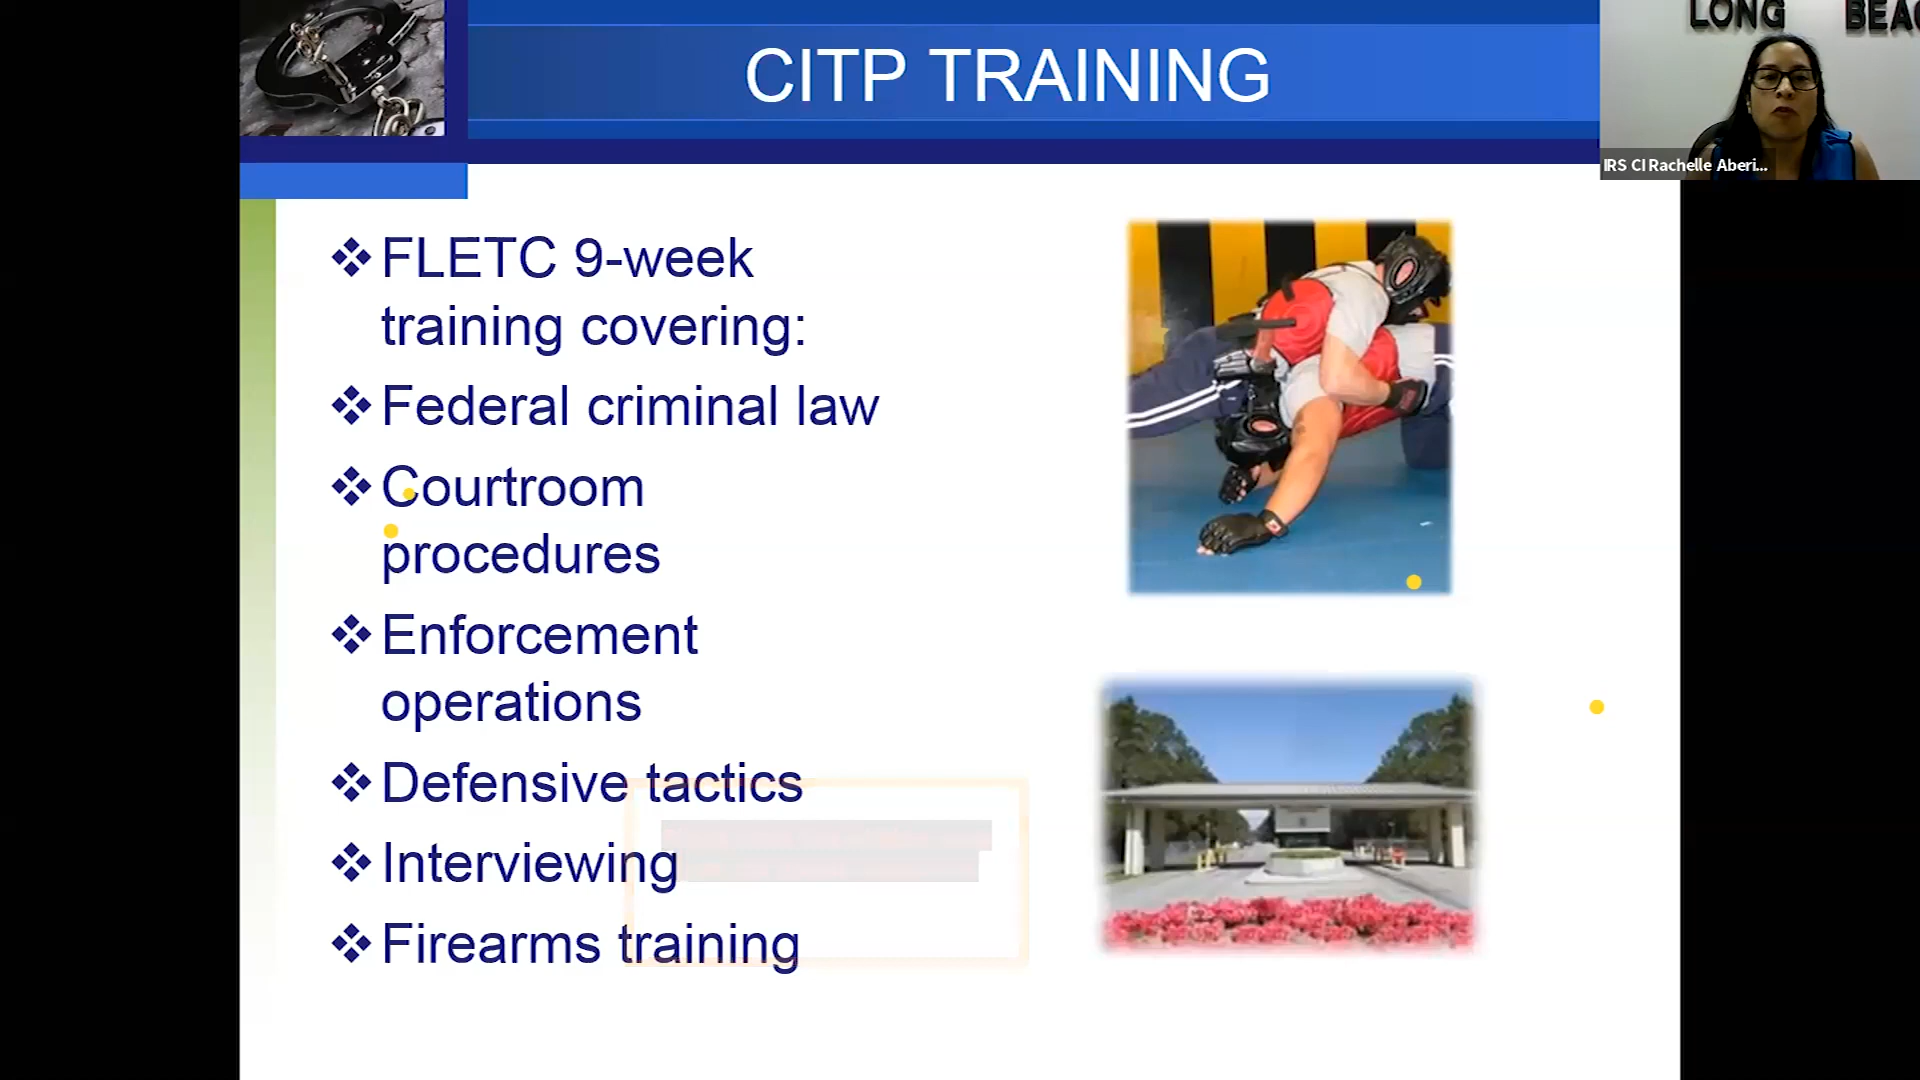 CITP TRAINING
LONG BEAC
IRS CI Rachelle Aberi...
❖FLETC 9-week
training covering:
❖Federal criminal law
❖Courtroom
procedures
❖Enforcement
operations
❖Defensive tactics
❖Interviewing
❖Firearms training